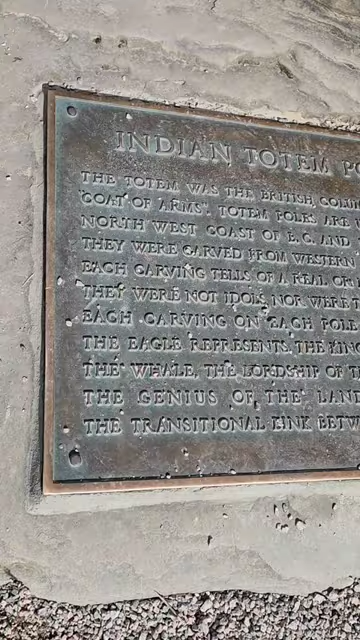 INDIAN TOTEM PO
THE TOTEM WAS THE BRITISH COLUM
"COAT OF ARMS". TOTEM POLES ARE
NORTH WEST COAST OF B.C. AND
THEY WERE CARVED FROM WESTERN
EACH CARVING TELLS OF A REAL OR
THEY WERE NOT IDOLS, NOR WERE
EACH CARVING ON EACH POLE
THE EAGLE REPRESENTS THE KING
THE WHALE, THE LORDSHIP OF T
THE GENIUS OF THE LAND
THE TRANSITIONAL LINK BETW